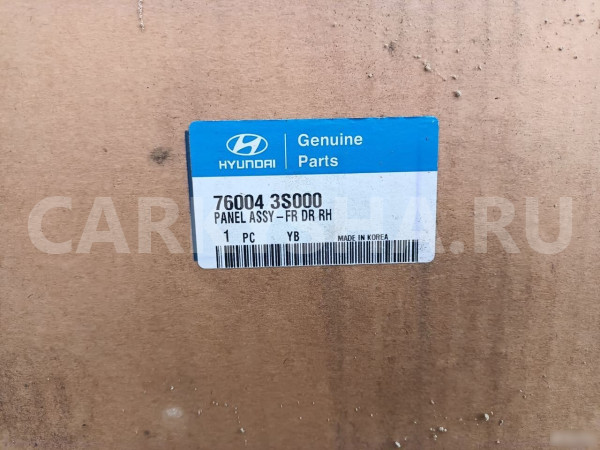 HYUNDAI
Genuine
Parts
76004 3S000
PANEL ASSY-FR DR RH
1 PC YB MADE IN KOREA